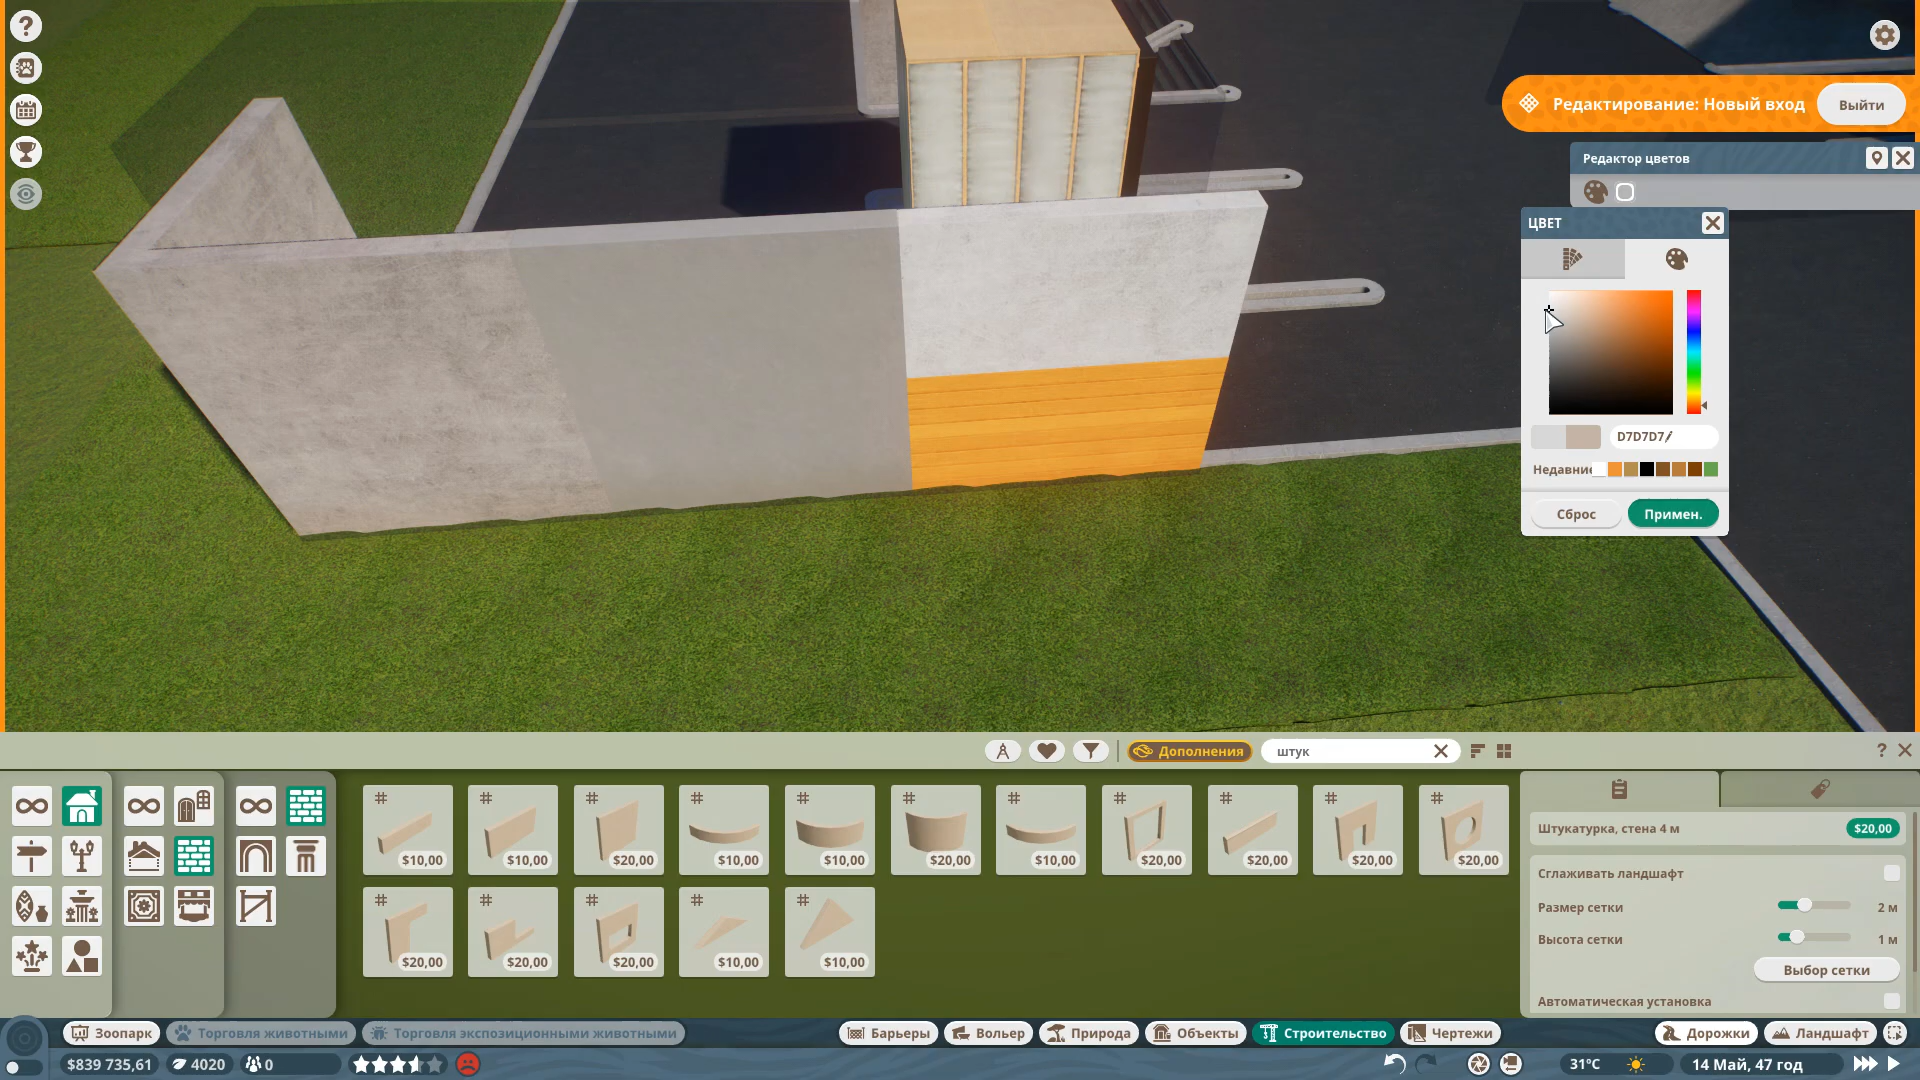 Редактирование: Новый вход
Выйти
Редактор цветов
ЦВЕТ
D7D7D7
Недавние
Сброс
Примен.
Дополнения
штук
?
$10,00
$10,00
$20,00
$10,00
$10,00
$20,00
$10,00
$20,00
$20,00
$20,00
$20,00
$20,00
$20,00
$20,00
$10,00
$10,00
Штукатурка, стена 4 м
$20,00
Сглаживать ландшафт
Размер сетки
2 м
Высота сетки
1 м
Выбор сетки
Автоматическая установка
Зоопарк
Торговля животными
Торговля экспозиционными животными
Барьеры
Вольер
Природа
Объекты
Строительство
Чертежи
Дорожки
Ландшафт
$839 735,61
4020
0
31°C
14 Май, 47 год